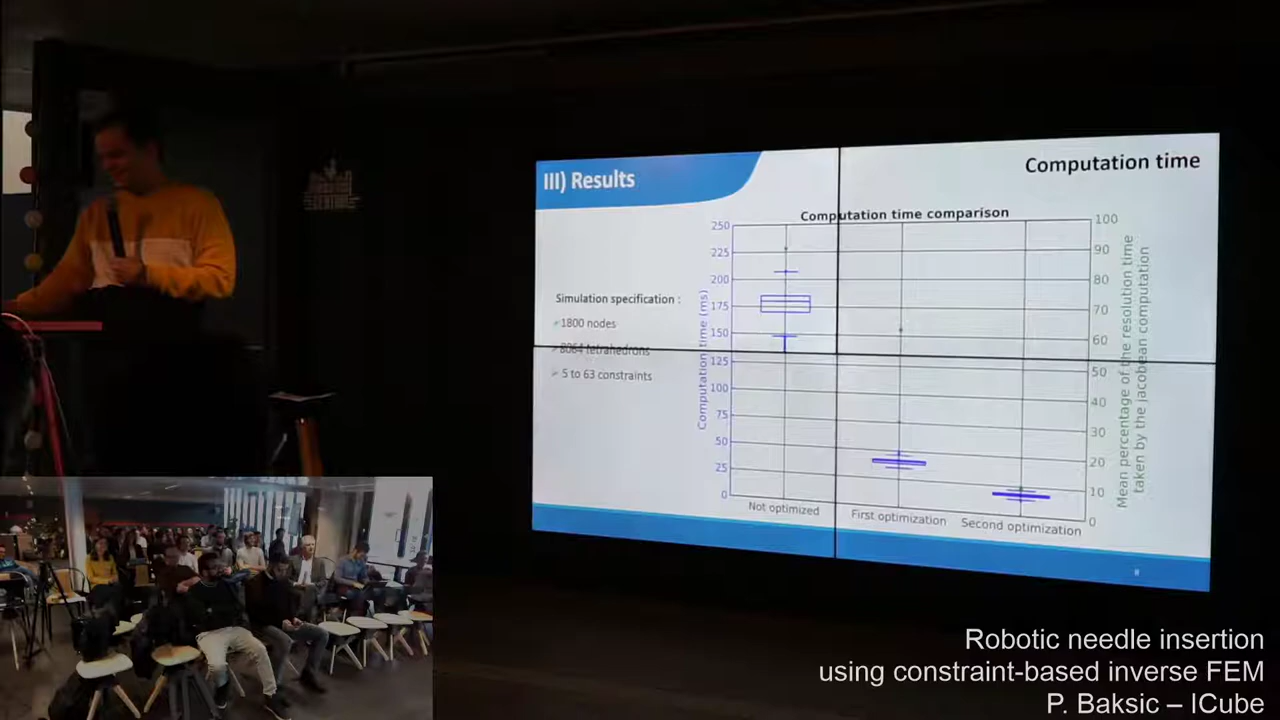 III) Results
Computation time
Computation time comparison
Simulation specification :
1800 nodes
8064 tetrahedrons
5 to 63 constraints
Computation time (ms)
250
225
200
175
150
125
100
75
50
25
0
Not optimized
First optimization
Second optimization
100
90
80
70
60
50
40
30
20
10
0
Mean percentage of the resolution time
taken by the jacobean computation
8
Robotic needle insertion
using constraint-based inverse FEM
P. Baksic – ICube